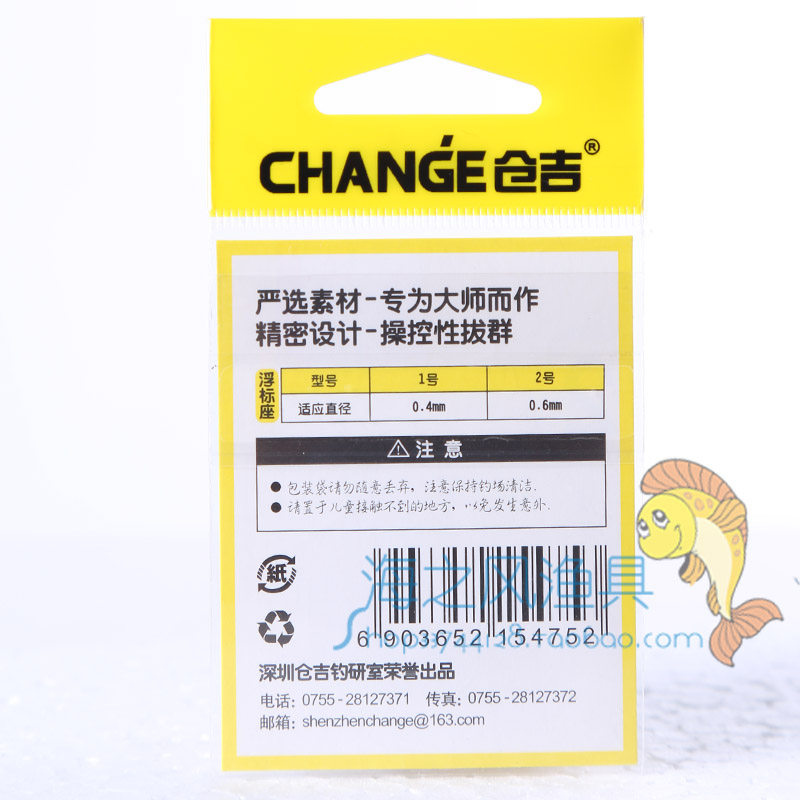 CHANGE仓吉®
严选素材-专为大师而作
精密设计-操控性拔群
浮标座
型号 1号 2号
适应直径 0.4mm 0.6mm
注意
●包装袋请勿随意丢弃，注意保持钓场清洁.
●请置于儿童接触不到的地方，以免发生意外.
紙
海之风渔具
6 903652 154752
深圳仓吉钓研室荣誉出品
电话：0755-28127371 传真：0755-28127372
邮箱：shenzhenchange@163.com